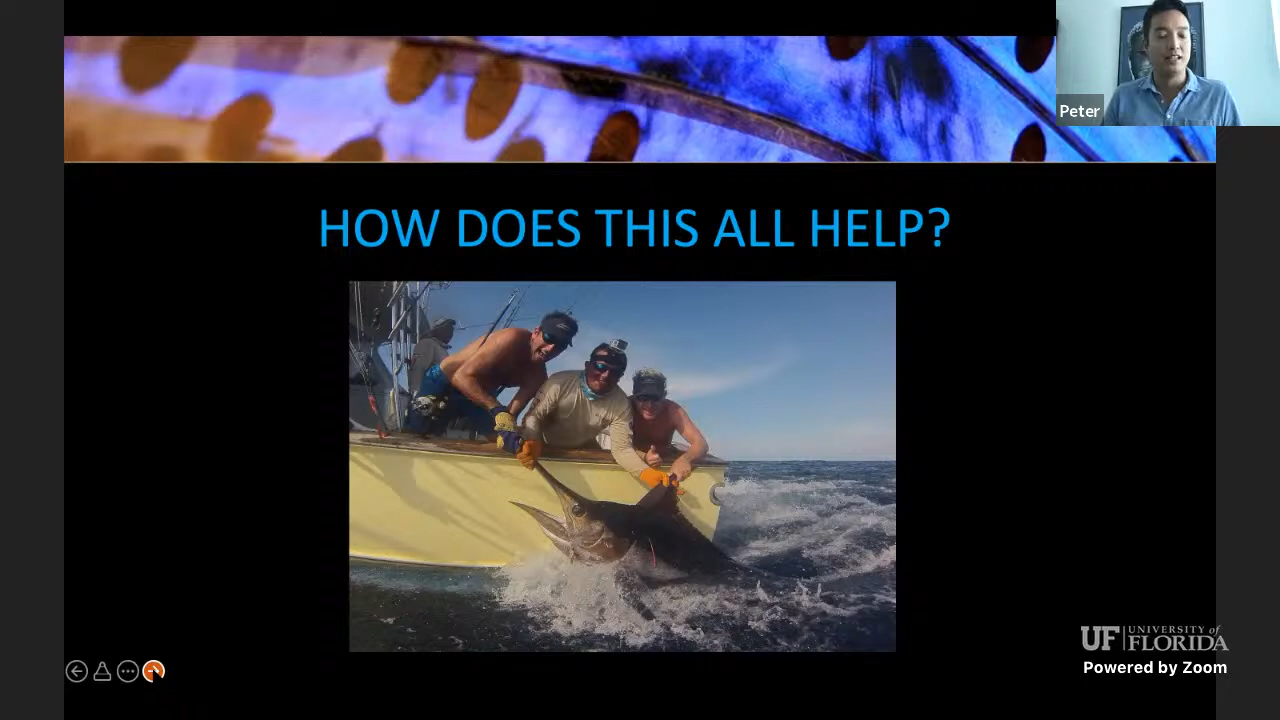 Peter
HOW DOES THIS ALL HELP?
UF UNIVERSITY of FLORIDA
Powered by Zoom